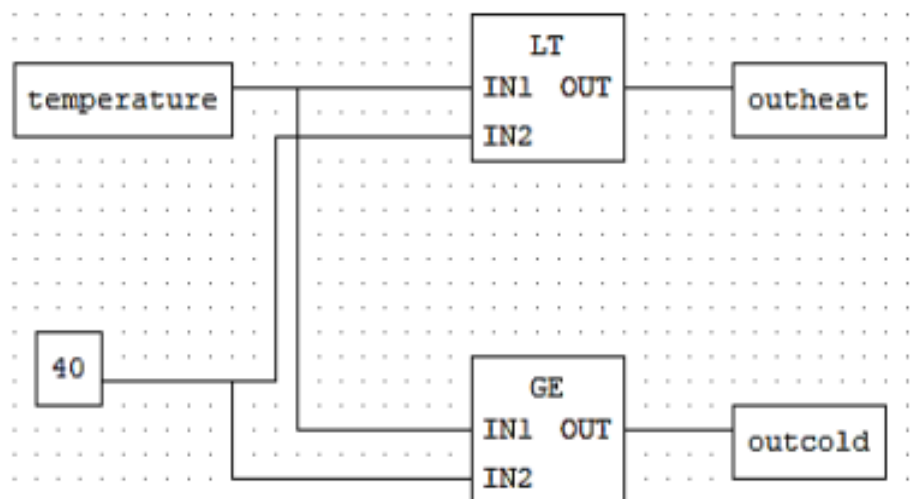 LT
IN1 OUT
temperature
outheat
IN2
40
GE
IN1 OUT
outcold
IN2